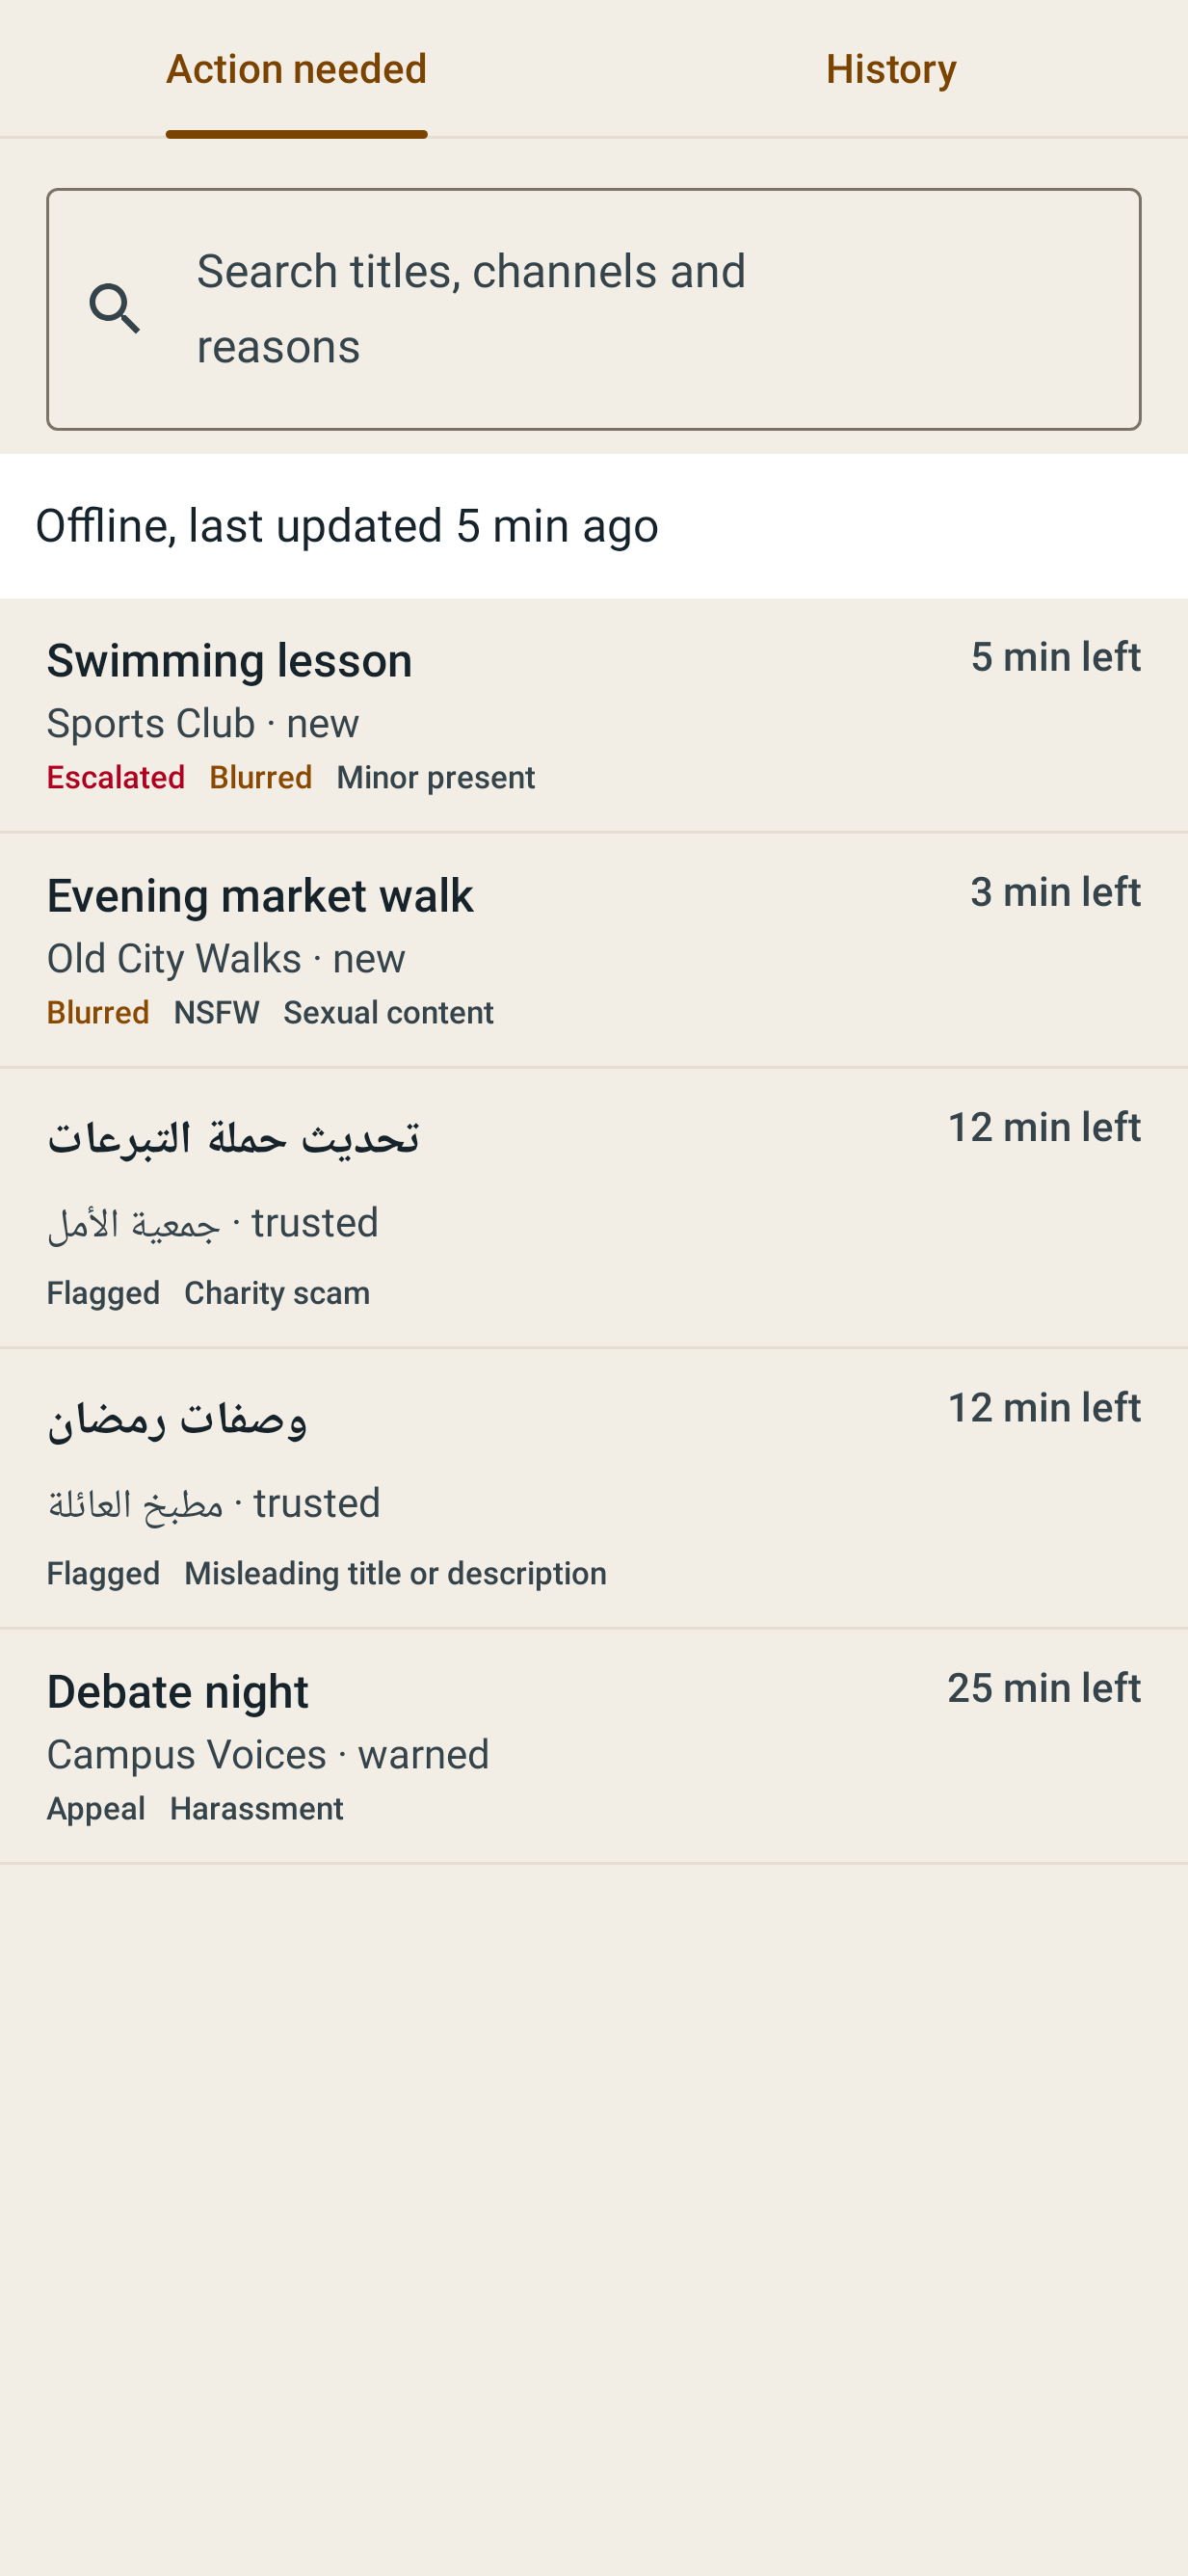 Action needed
History
Search titles, channels and
reasons
Offline, last updated 5 min ago
Swimming lesson
5 min left
Sports Club · new
Escalated Blurred Minor present
Evening market walk
3 min left
Old City Walks · new
Blurred NSFW Sexual content
تحديث حملة التبرعات
12 min left
جمعية الأمل · trusted
Flagged Charity scam
وصفات رمضان
12 min left
مطبخ العائلة · trusted
Flagged Misleading title or description
Debate night
25 min left
Campus Voices · warned
Appeal Harassment